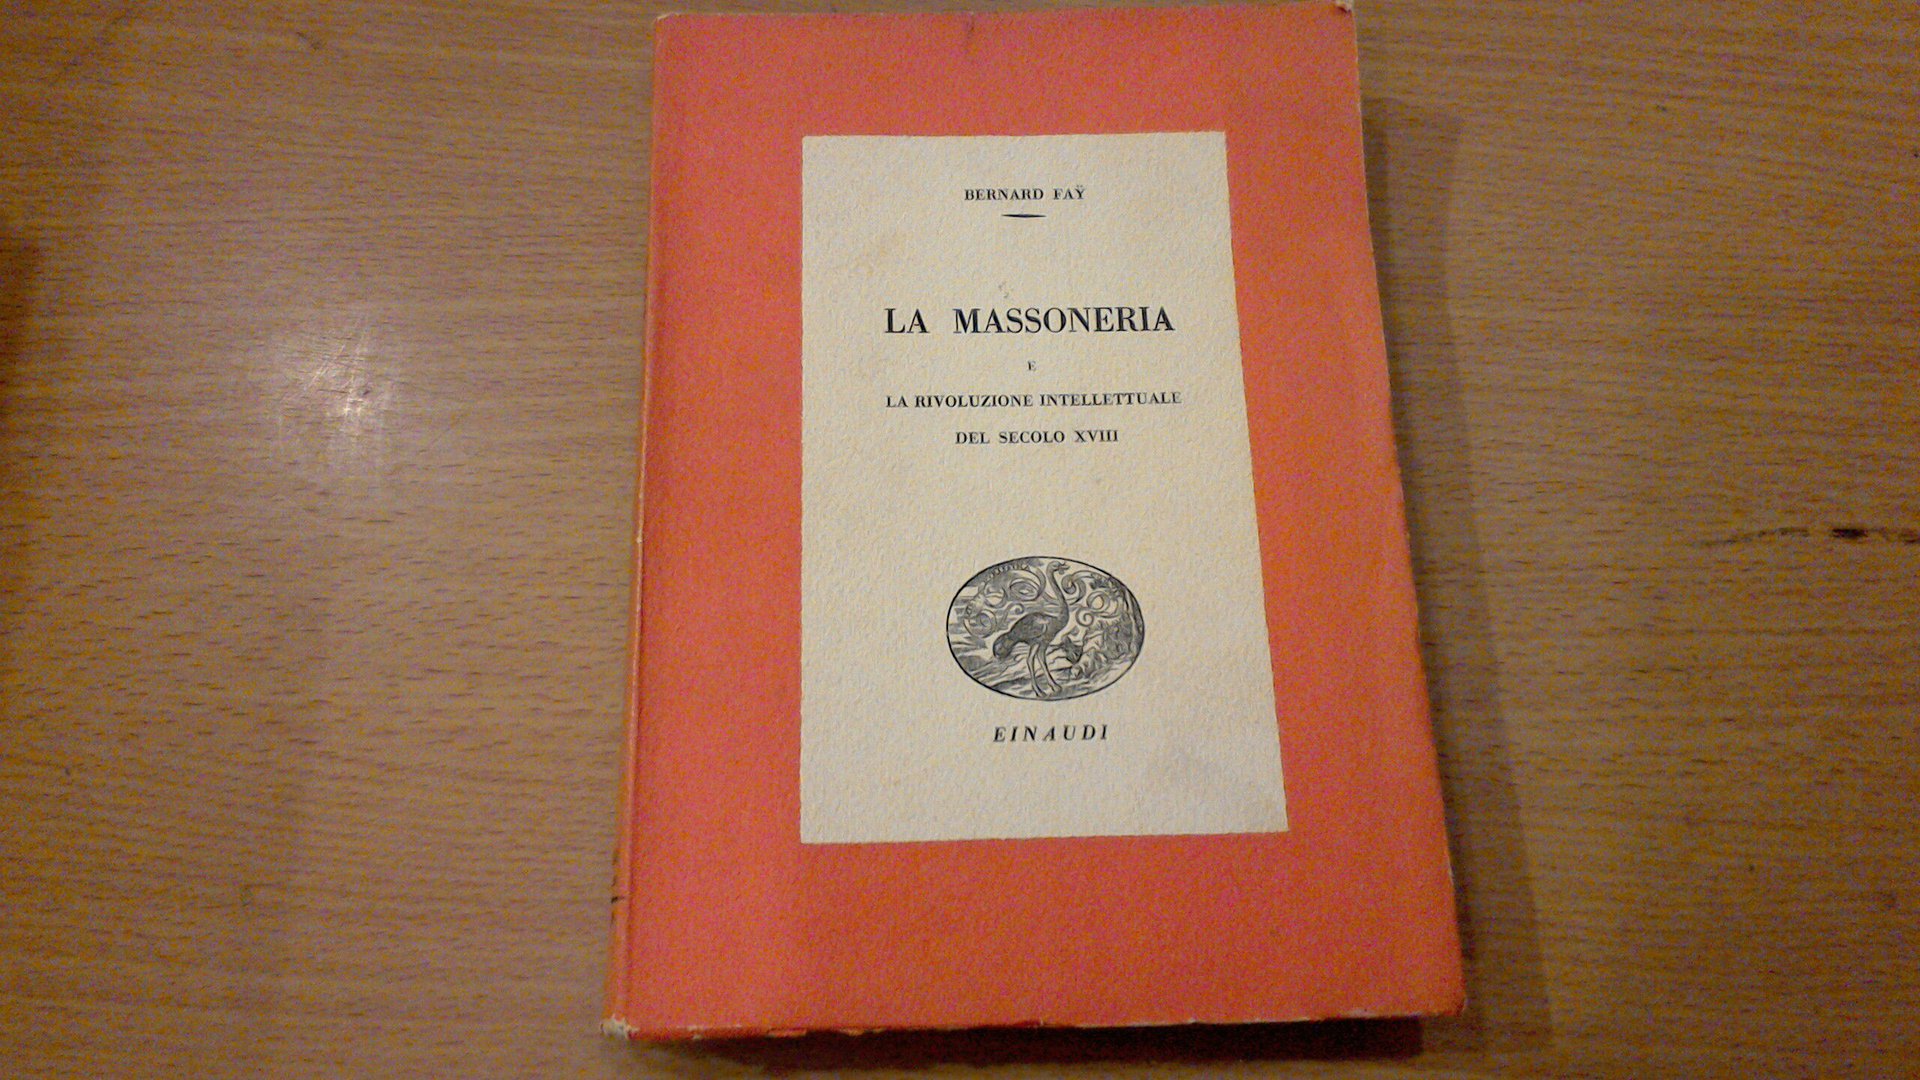 BERNARD FAŸ
LA MASSONERIA
E
LA RIVOLUZIONE INTELLETTUALE
DEL SECOLO XVIII
EINAUDI